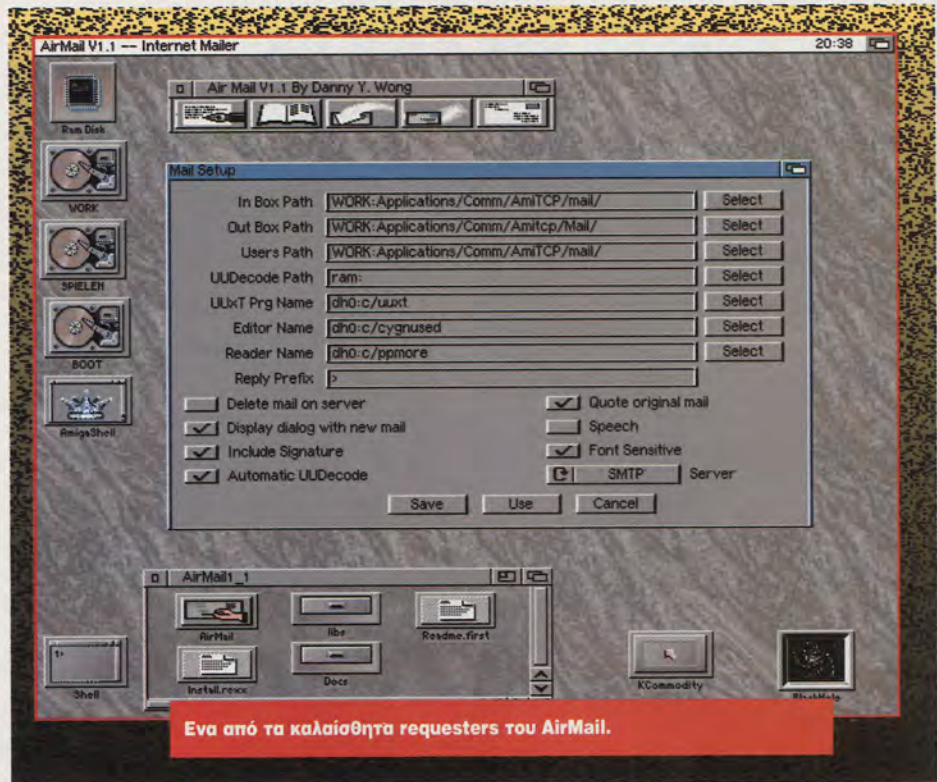 AirMail V1.1 -- Internet Mailer 20:38
Ram Disk
WORK
SPIELEN
BOOT
AmigaShell
Shell
Air Mail V1.1 By Danny Y. Wong
Mail Setup
In Box Path WORK:Applications/Comm/AmiTCP/mail/ Select
Out Box Path WORK:Applications/Comm/Amitcp/Mail/ Select
Users Path WORK:Applications/Comm/AmiTCP/mail/ Select
UUDecode Path ram: Select
UUxT Prg Name dh0:c/uuxt Select
Editor Name dh0:c/cygnused Select
Reader Name dh0:c/ppmore Select
Reply Prefix >
Delete mail on server Quote original mail
Display dialog with new mail Speech
Include Signature Font Sensitive
Automatic UUDecode SMTP Server
Save Use Cancel
AirMail1_1
AirMail libs Readme.first
Install.rexx Docs
KCommodity BlackHole
1>
Ενα από τα καλαίσθητα requesters του AirMail.